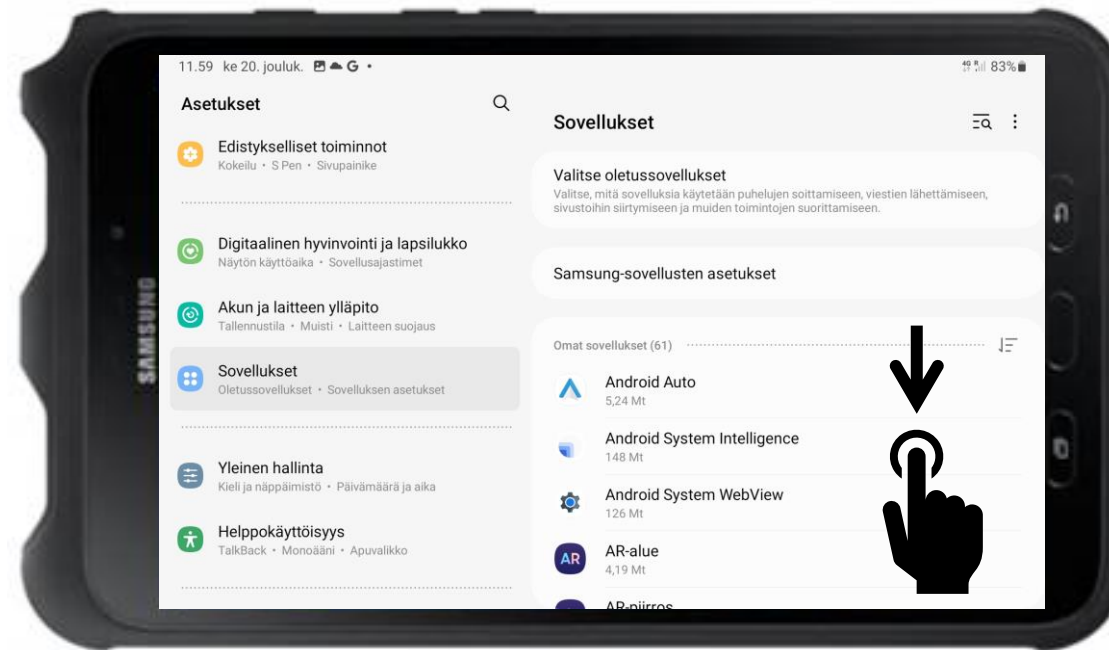 11.59 ke 20. jouluk. G •
4G R 83%
Asetukset
Edistykselliset toiminnot
Kokeilu • S Pen • Sivupainike
Digitaalinen hyvinvointi ja lapsilukko
Näytön käyttöaika • Sovellusajastimet
Akun ja laitteen ylläpito
Tallennustila • Muisti • Laitteen suojaus
Sovellukset
Oletussovellukset • Sovelluksen asetukset
Yleinen hallinta
Kieli ja näppäimistö • Päivämäärä ja aika
Helppokäyttöisyys
TalkBack • Monoääni • Apuvalikko
Sovellukset
Valitse oletussovellukset
Valitse, mitä sovelluksia käytetään puhelujen soittamiseen, viestien lähettämiseen,
sivustoihin siirtymiseen ja muiden toimintojen suorittamiseen.
Samsung-sovellusten asetukset
Omat sovellukset (61)
Android Auto
5,24 Mt
Android System Intelligence
148 Mt
Android System WebView
126 Mt
AR
AR-alue
4,19 Mt
AR-piirros
SAMSUNG